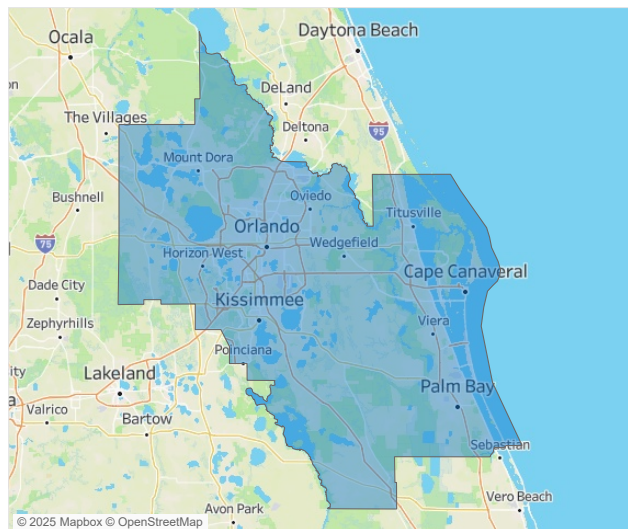 Daytona Beach
Ocala
DeLand
The Villages
Deltona
95
Mount Dora
Bushnell
Oviedo
Titusville
Orlando
75
Wedgefield
Horizon West
Cape Canaveral
Dade City
Kissimmee
Zephyrhills
Viera
Poinciana
Lakeland
City
Palm Bay
Valrico
Bartow
Sebastian
Avon Park
Vero Beach
© 2025 Mapbox © OpenStreetMap